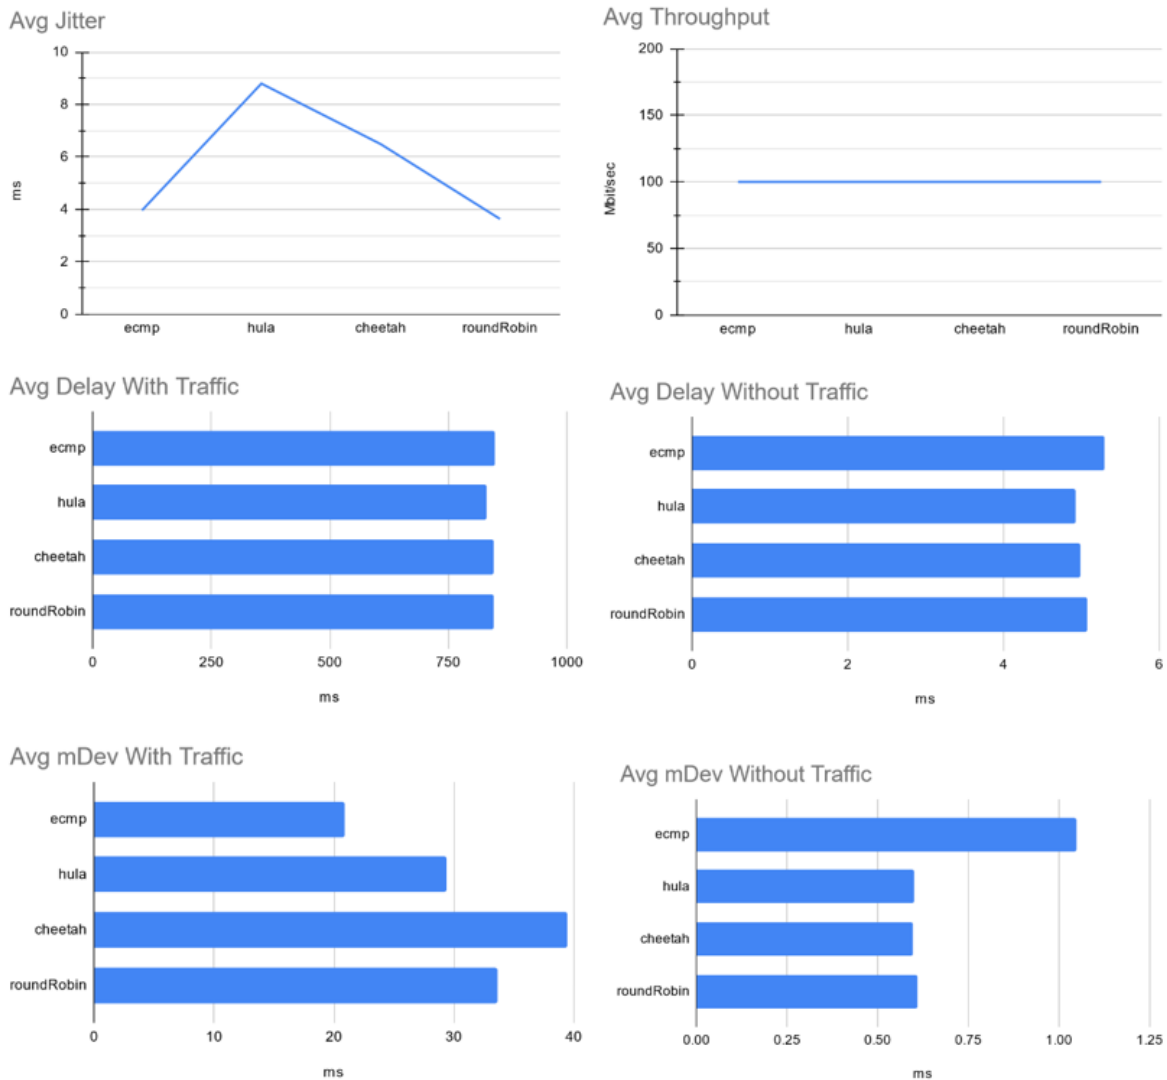 Avg Jitter
10
8
6
4
2
0
ms
ecmp
hula
cheetah
roundRobin
Avg Throughput
200
150
100
50
0
Mbit/sec
ecmp
hula
cheetah
roundRobin
Avg Delay With Traffic
ecmp
hula
cheetah
roundRobin
0
250
500
750
1000
ms
Avg Delay Without Traffic
ecmp
hula
cheetah
roundRobin
0
2
4
6
ms
Avg mDev With Traffic
ecmp
hula
cheetah
roundRobin
0
10
20
30
40
ms
Avg mDev Without Traffic
ecmp
hula
cheetah
roundRobin
0.00
0.25
0.50
0.75
1.00
1.25
ms